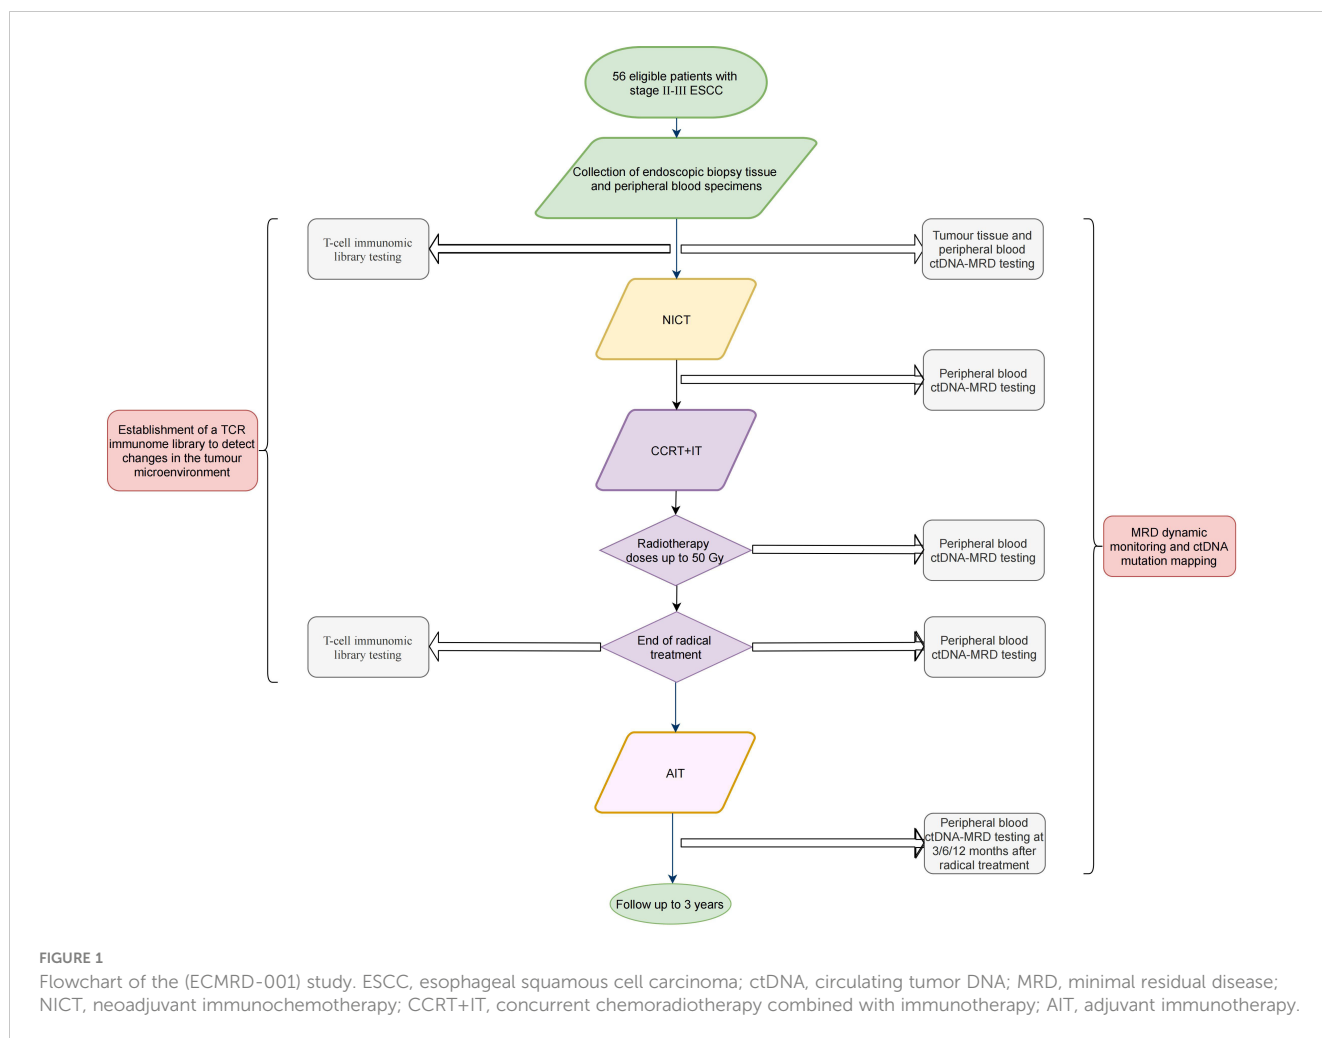 56 eligible patients with
stage II-III ESCC
Collection of endoscopic biopsy tissue
and peripheral blood specimens
T-cell immunomic
library testing
Tumour tissue and
peripheral blood
ctDNA-MRD testing
NICT
Peripheral blood
ctDNA-MRD testing
Establishment of a TCR
immunome library to detect
changes in the tumour
microenvironment
CCRT+IT
Radiotherapy
doses up to 50 Gy
Peripheral blood
ctDNA-MRD testing
MRD dynamic
monitoring and ctDNA
mutation mapping
T-cell immunomic
library testing
End of radical
treatment
Peripheral blood
ctDNA-MRD testing
AIT
Peripheral blood
ctDNA-MRD testing at
3/6/12 months after
radical treatment
Follow up to 3 years
FIGURE 1
Flowchart of the (ECMRD-001) study. ESCC, esophageal squamous cell carcinoma; ctDNA, circulating tumor DNA; MRD, minimal residual disease;
NICT, neoadjuvant immunochemotherapy; CCRT+IT, concurrent chemoradiotherapy combined with immunotherapy; AIT, adjuvant immunotherapy.